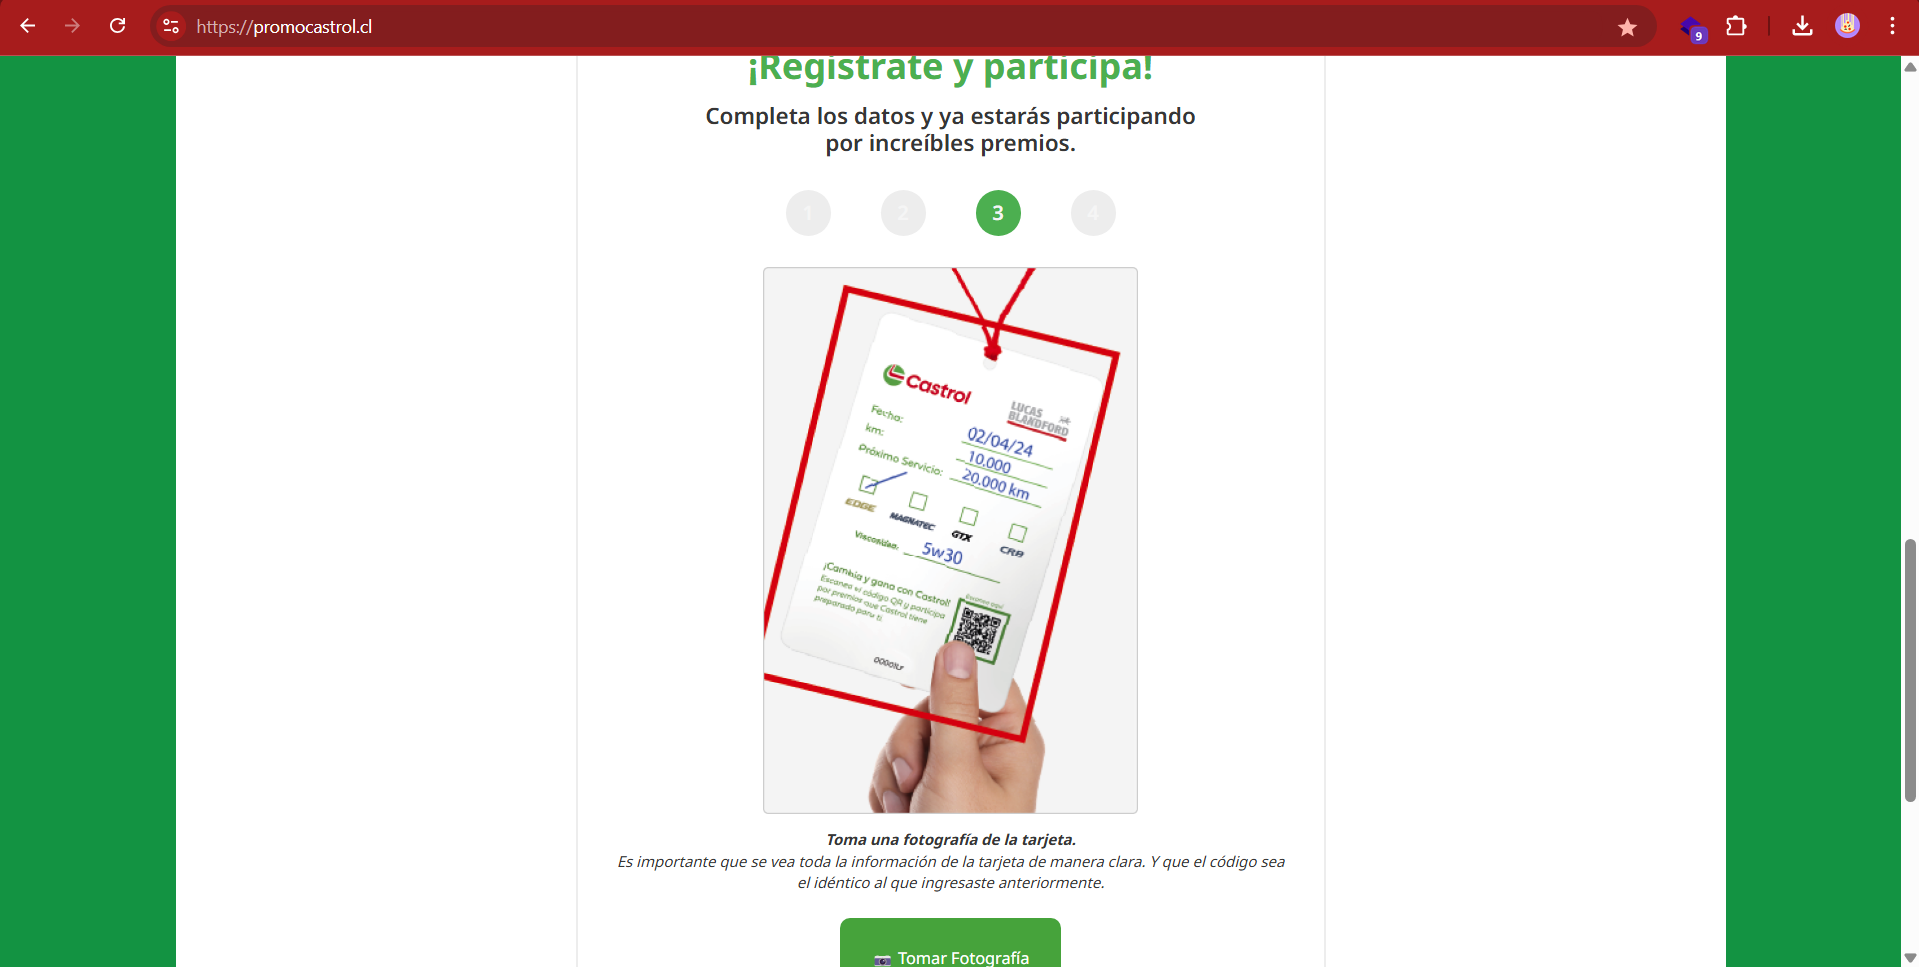 https://promocastrol.cl
9
¡Regístrate y participa!
Completa los datos y ya estarás participando
por increíbles premios.
1 2 3 4
Castrol
LUCAS
BLANDFORD
Fecha: 02/04/24
km: 10.000
Próximo Servicio: 20.000 km
EDGE MAGNATEC GTX CRB
Viscosidad: 5w30
¡Cambia y gana con Castrol!
Escanea el código QR y participa
por premios que Castrol tiene
preparado para ti.
Escanea aquí
Toma una fotografía de la tarjeta.
Es importante que se vea toda la información de la tarjeta de manera clara. Y que el código sea
el idéntico al que ingresaste anteriormente.
Tomar Fotografía